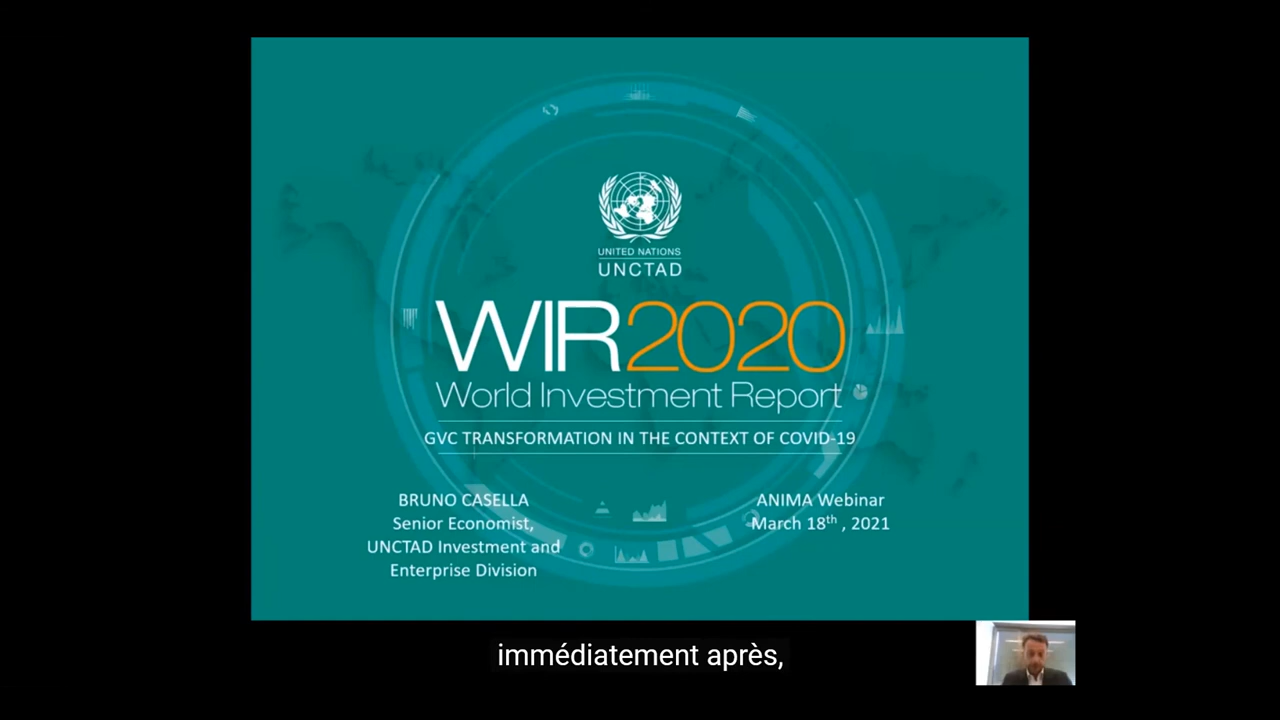 UNITED NATIONS
UNCTAD
WIR2020
World Investment Report
GVC TRANSFORMATION IN THE CONTEXT OF COVID-19
BRUNO CASELLA
Senior Economist,
UNCTAD Investment and
Enterprise Division
ANIMA Webinar
March 18th , 2021
immédiatement après,